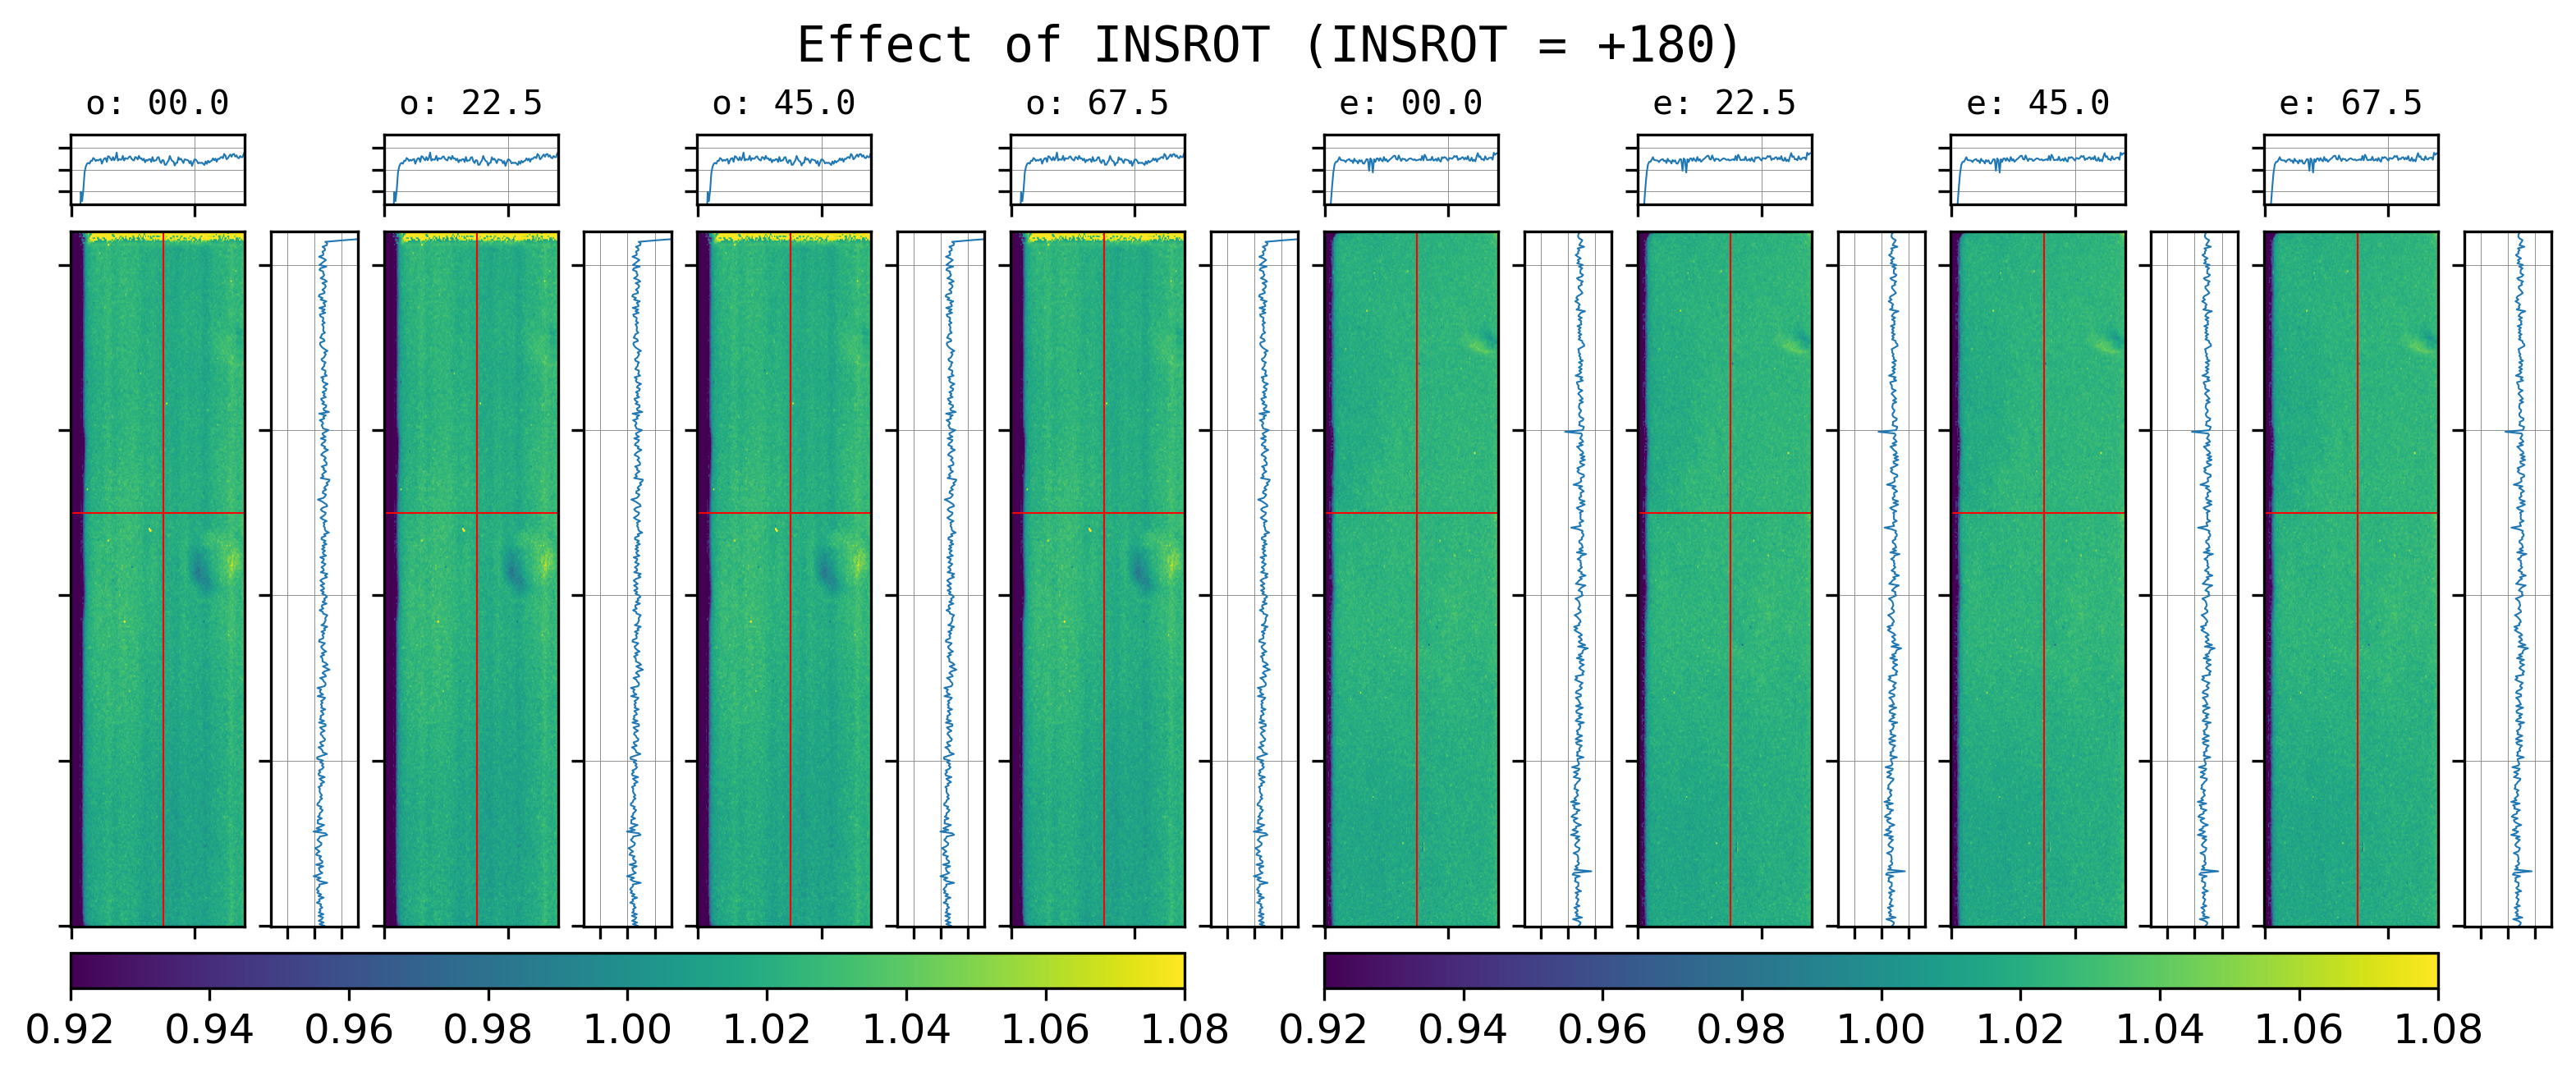 Effect of INSROT (INSROT = +180)
o: 00.0 o: 22.5 o: 45.0 o: 67.5 e: 00.0 e: 22.5 e: 45.0 e: 67.5
0.92 0.94 0.96 0.98 1.00 1.02 1.04 1.06 1.08 0.92 0.94 0.96 0.98 1.00 1.02 1.04 1.06 1.08